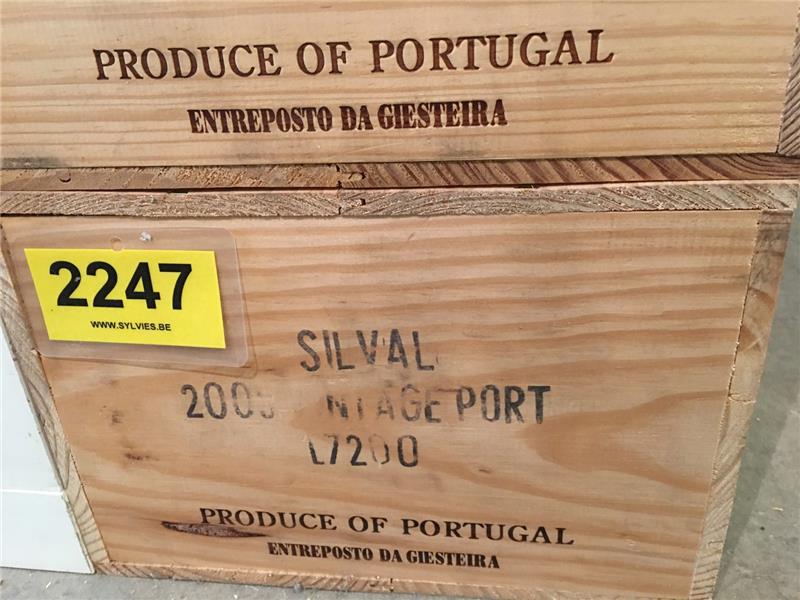 PRODUCE OF PORTUGAL
ENTREPOSTO DA GIESTEIRA
2247
WWW.SYLVIES.BE
SILVAL
PORT
L7200
PRODUCE OF PORTUGAL
ENTREPOSTO DA GIESTEIRA